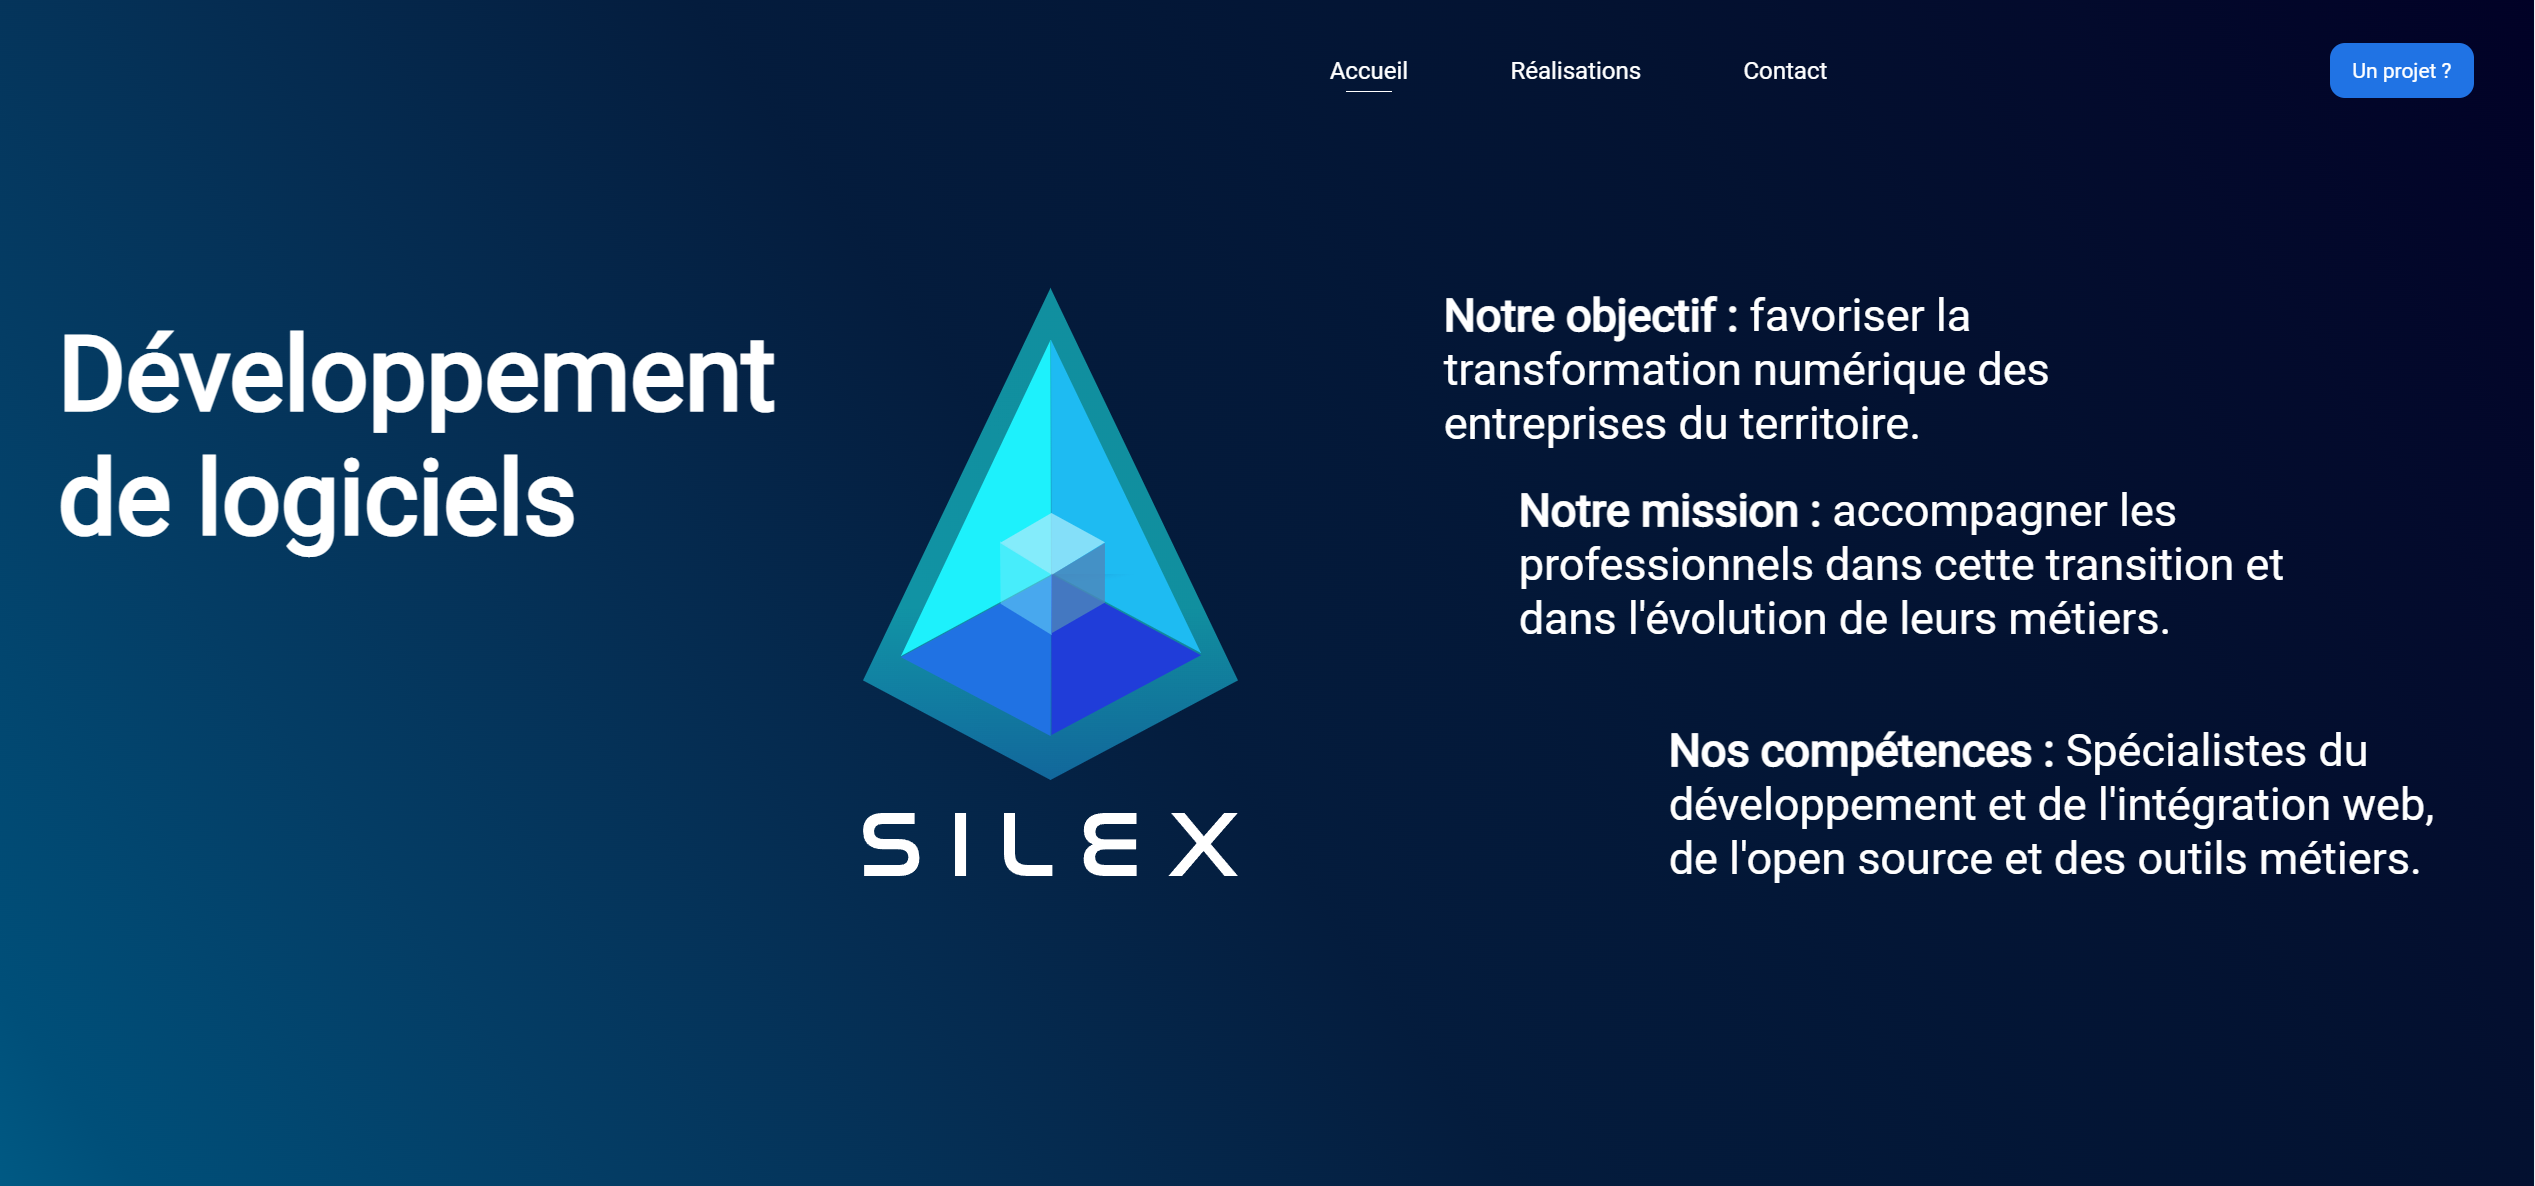 Accueil
Réalisations
Contact
Un projet ?
Développement
de logiciels
SILEX
Notre objectif : favoriser la
transformation numérique des
entreprises du territoire.
Notre mission : accompagner les
professionnels dans cette transition et
dans l'évolution de leurs métiers.
Nos compétences : Spécialistes du
développement et de l'intégration web,
de l'open source et des outils métiers.